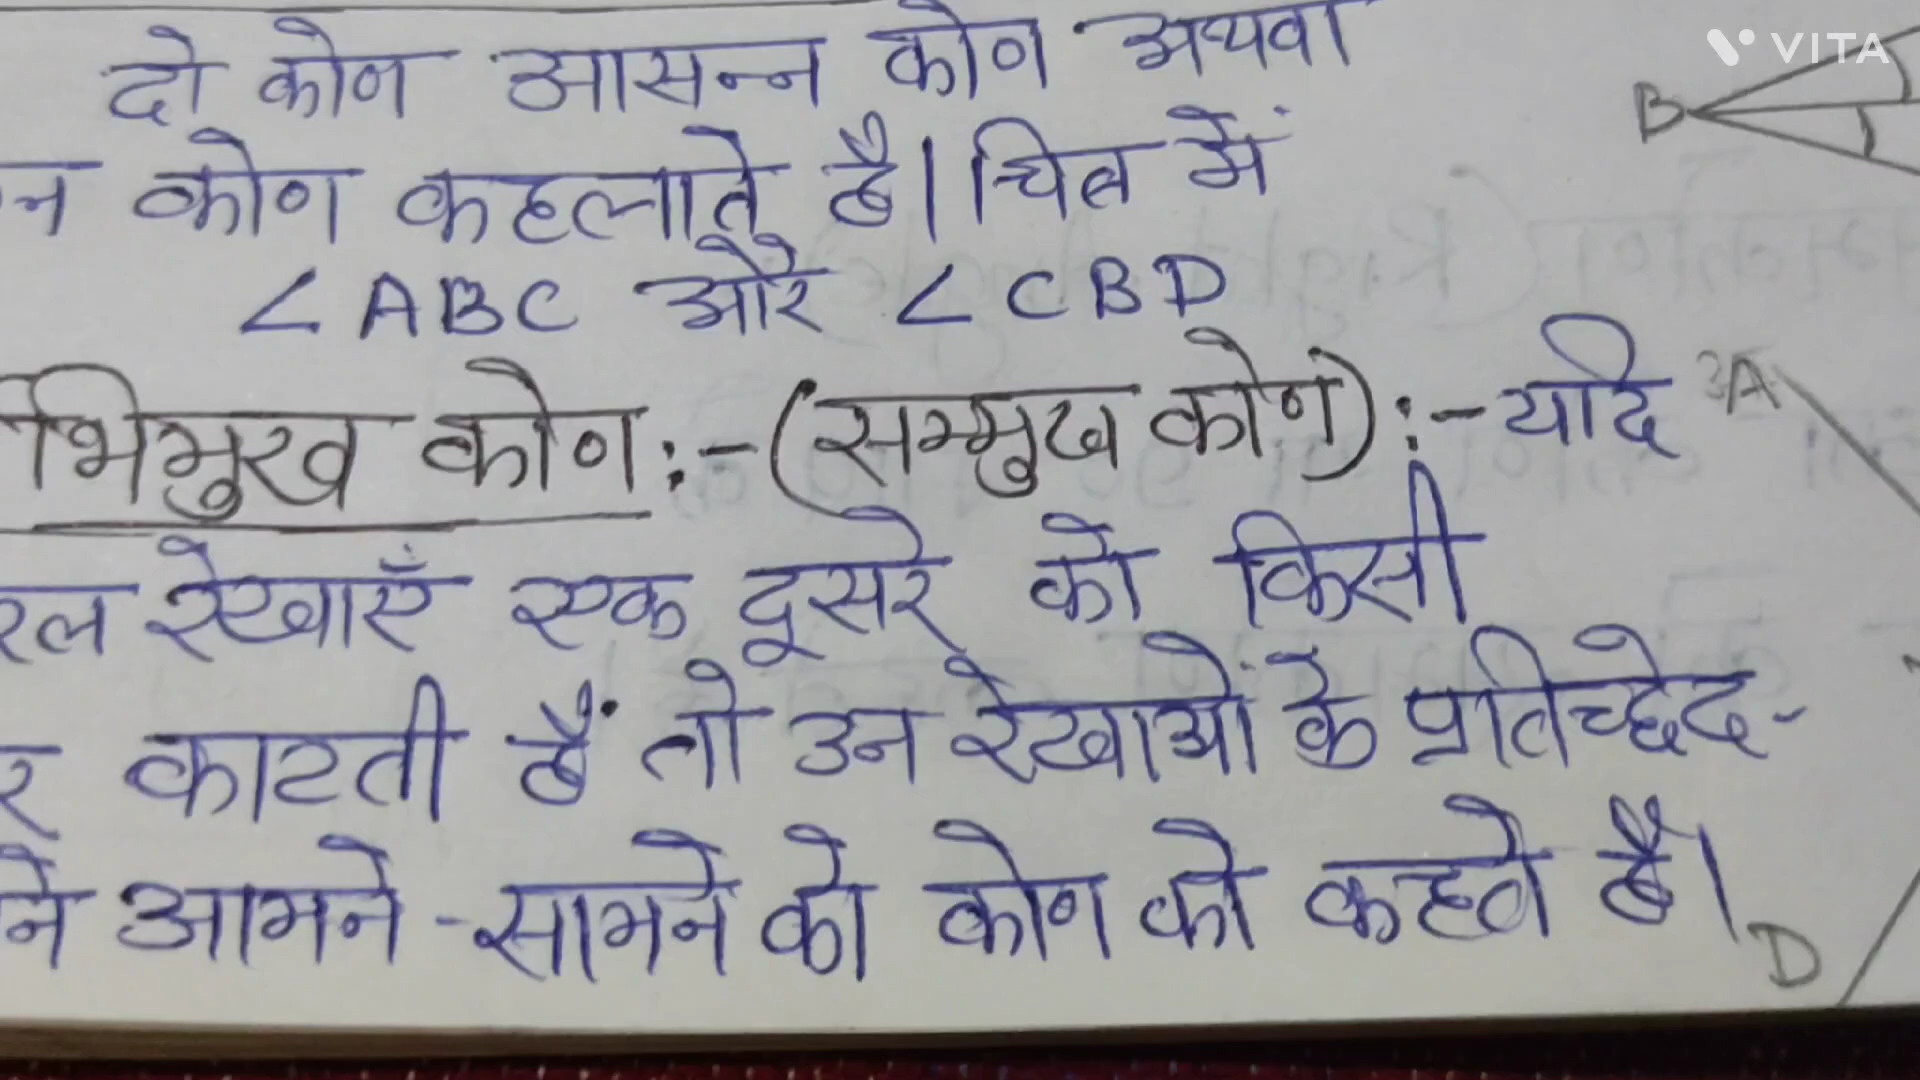 VITA
दो कोण आसन्न कोण अथवा
B
न कोण कहलाते है। चित्र में
∠ABC और ∠CBD
भिमुख कोण:-(सम्मुख कोण):-यदि
A
रल रेखाएँ एक दूसरे को किसी
र काटती हैं तो उन रेखाओं के प्रतिच्छेद-
ने आमने-सामने को कोण को कहते है।
D